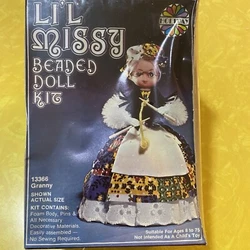 LI'L
MISSY
BEADED
DOLL
KIT
13366
Granny
SHOWN
ACTUAL SIZE
KIT CONTAINS:
Foam Body, Pins &
All Necessary
Decorative Materials.
Easily assembled —
No Sewing Required.
Suitable For Ages 8 to 75
Not Intended As A Child's Toy